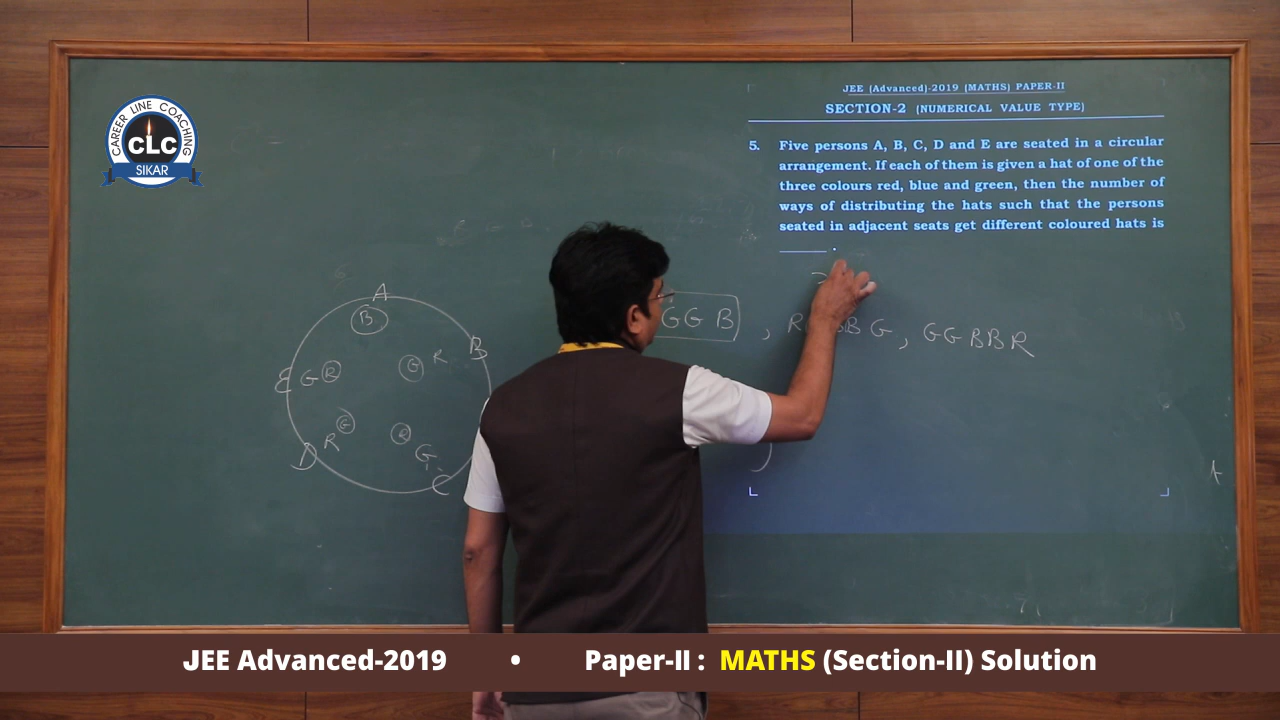 CAREER LINE COACHING
CLC
SIKAR
JEE (Advanced)-2019 (MATHS) PAPER-II
SECTION-2 (NUMERICAL VALUE TYPE)
5. Five persons A, B, C, D and E are seated in a circular
arrangement. If each of them is given a hat of one of the
three colours red, blue and green, then the number of
ways of distributing the hats such that the persons
seated in adjacent seats get different coloured hats is
______ .
A
B
B
E G R
G R
D R G
R G
C
GGB , R BB G, GGBBR
JEE Advanced-2019 • Paper-II : MATHS (Section-II) Solution